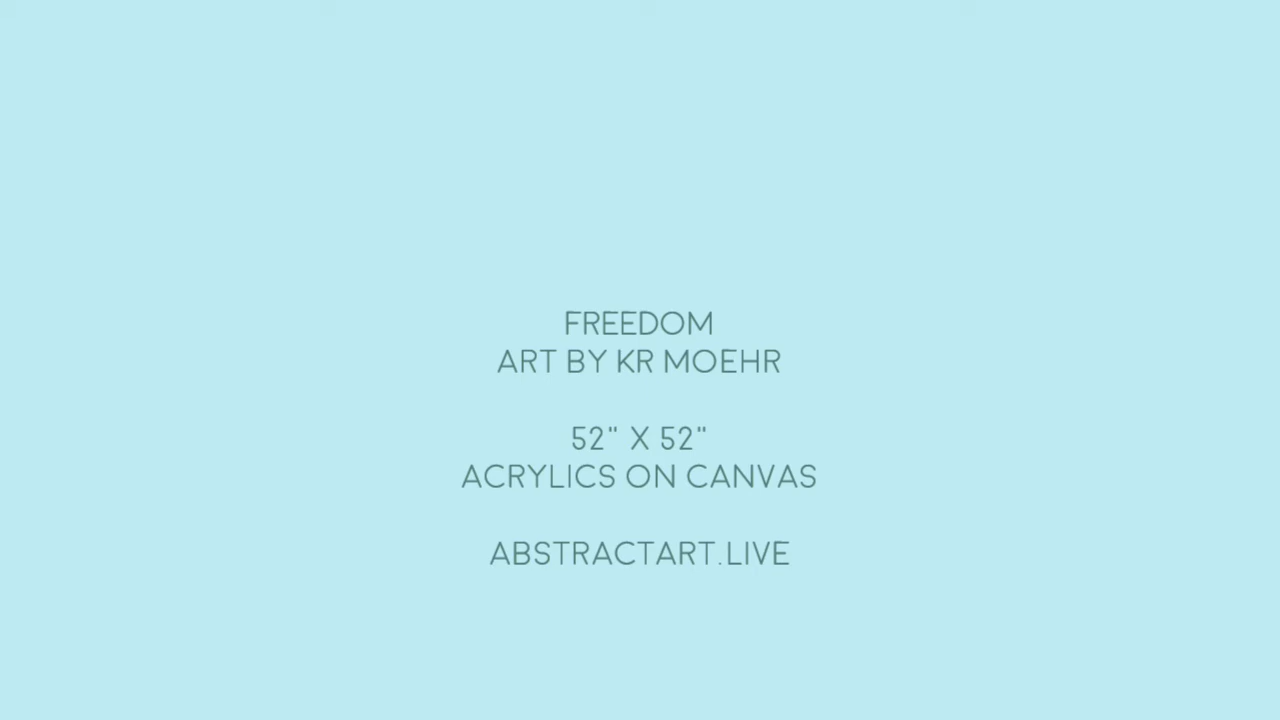 FREEDOM
ART BY KR MOEHR
52" X 52"
ACRYLICS ON CANVAS
ABSTRACTART.LIVE